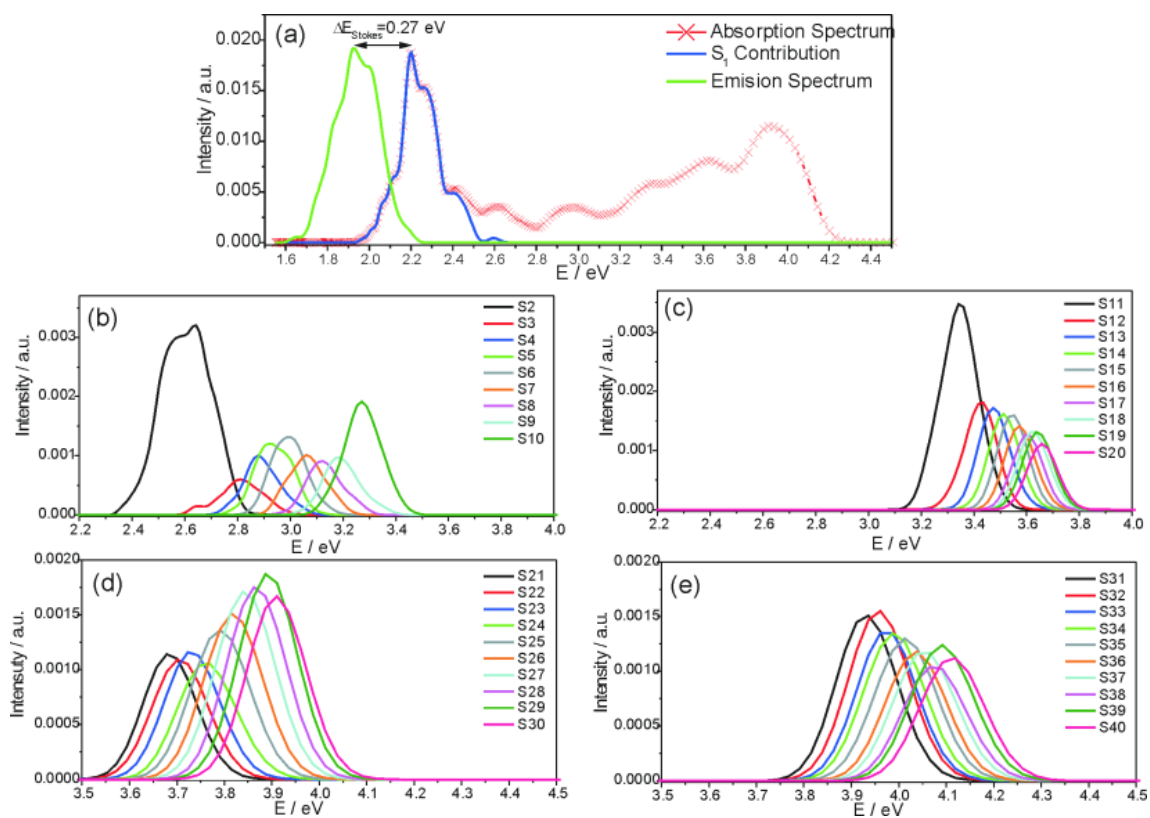 (a)
ΔE_Stokes=0.27 eV
Absorption Spectrum
S₁ Contribution
Emision Spectrum
Intensity / a.u.
0.020
0.015
0.010
0.005
0.000
1.6 1.8 2.0 2.2 2.4 2.6 2.8 3.0 3.2 3.4 3.6 3.8 4.0 4.2 4.4
E / eV
(b)
S2
S3
S4
S5
S6
S7
S8
S9
S10
Intensity / a.u.
0.003
0.002
0.001
0.000
2.2 2.4 2.6 2.8 3.0 3.2 3.4 3.6 3.8 4.0
E / eV
(c)
S11
S12
S13
S14
S15
S16
S17
S18
S19
S20
Intensity / a.u.
0.003
0.002
0.001
0.000
2.2 2.4 2.6 2.8 3.0 3.2 3.4 3.6 3.8 4.0
E / eV
(d)
S21
S22
S23
S24
S25
S26
S27
S28
S29
S30
Intensuty / a.u.
0.0020
0.0015
0.0010
0.0005
0.0000
3.5 3.6 3.7 3.8 3.9 4.0 4.1 4.2 4.3 4.4 4.5
E / eV
(e)
S31
S32
S33
S34
S35
S36
S37
S38
S39
S40
Intensity / a.u.
0.0020
0.0015
0.0010
0.0005
0.0000
3.5 3.6 3.7 3.8 3.9 4.0 4.1 4.2 4.3 4.4 4.5
E / eV